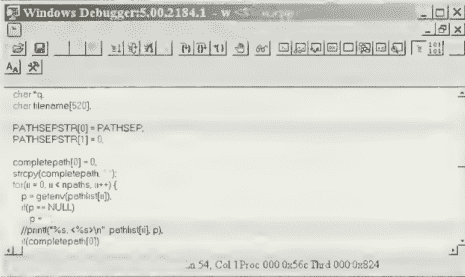 Windows Debugger:5.00.2184.1 - w
char *q,
char filename[520],
PATHSEPSTR[0] = PATHSEP,
PATHSEPSTR[1] = 0,
completepath[0] = 0,
strcpy(completepath, " ");
for(ii = 0, ii < npaths, ii++) {
p = getenv(pathlist[ii]),
if(p == NULL)
p = 
//printf("%s, <%s>\n" pathlist[ii], p),
if(completepath[0])
Ln 54, Col 1 Proc 000 0x56c Thrd 000 0x824